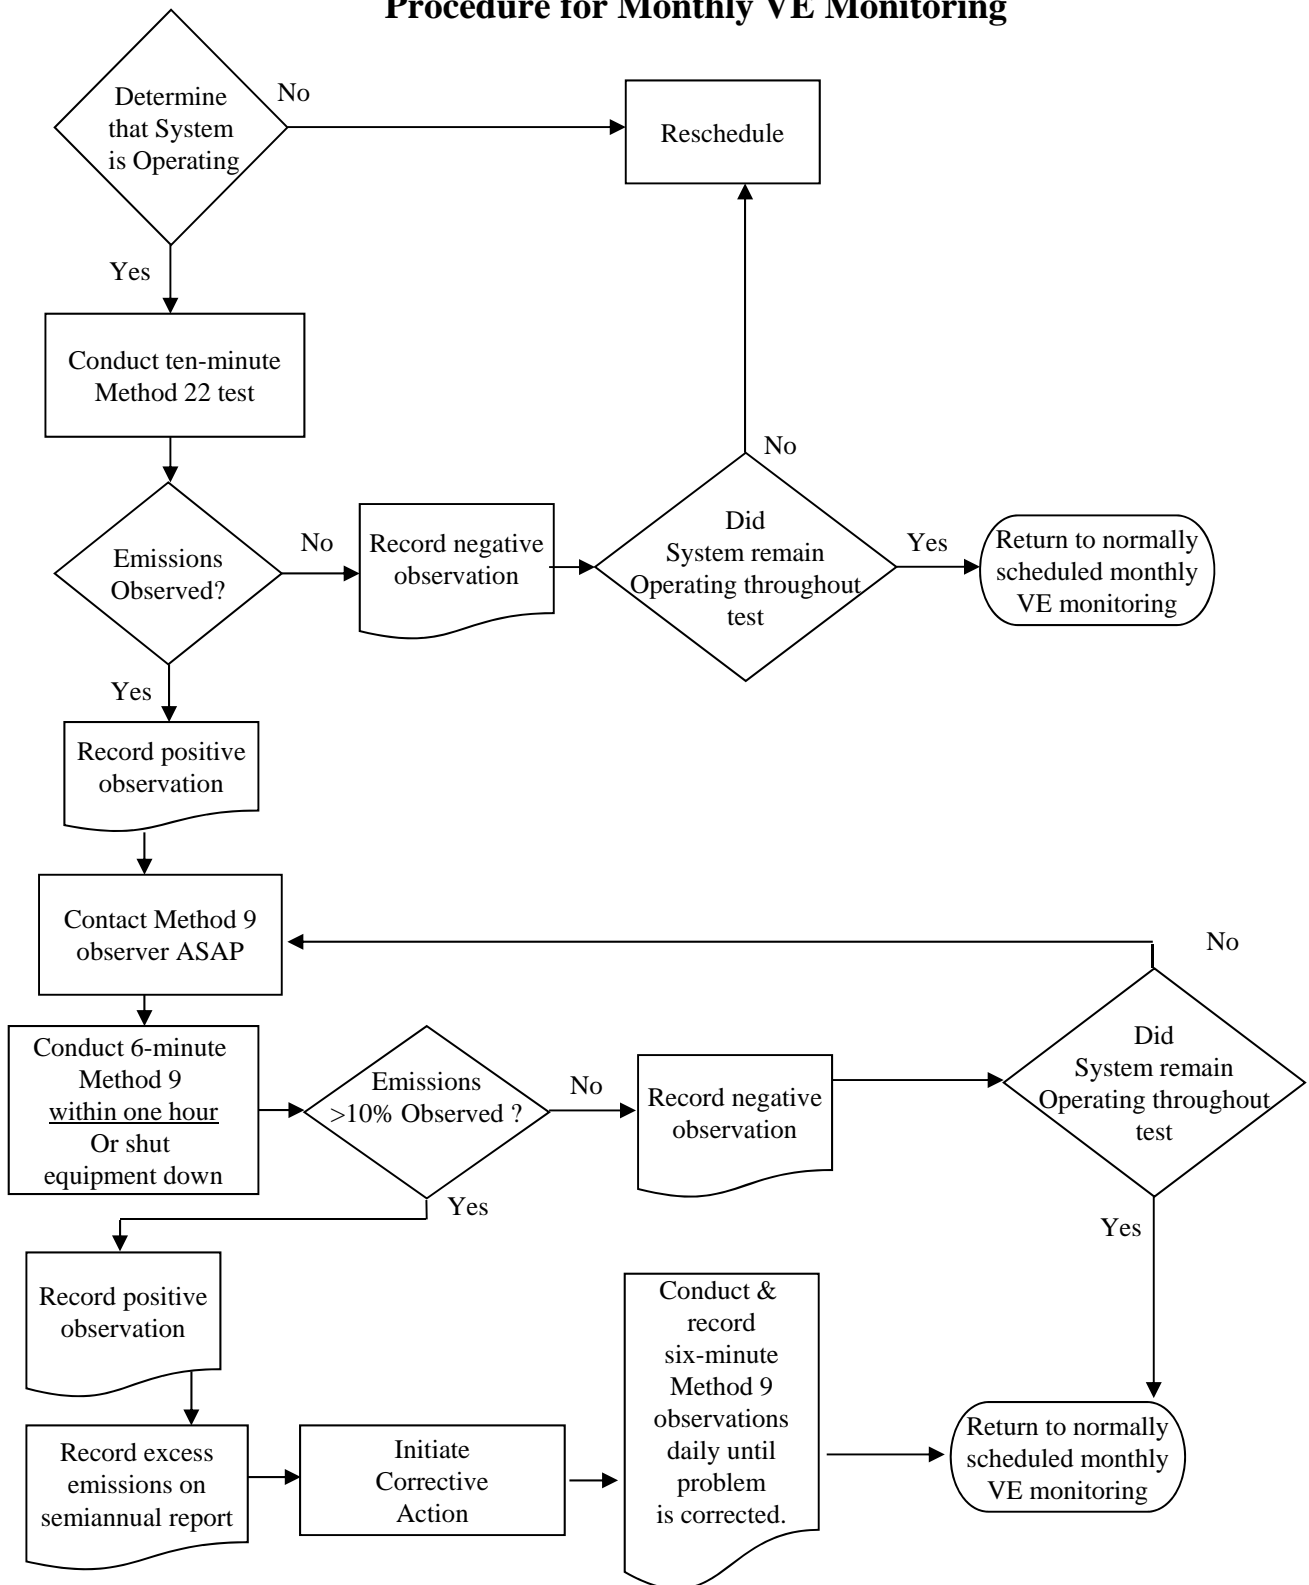 Procedure for Monthly VE Monitoring
Determine
that System
is Operating
No
Reschedule
Yes
Conduct ten-minute
Method 22 test
No
Emissions
Observed?
No
Record negative
observation
Did
System remain
Operating throughout
test
Yes
Return to normally
scheduled monthly
VE monitoring
Yes
Record positive
observation
Contact Method 9
observer ASAP
No
Conduct 6-minute
Method 9
within one hour
Or shut
equipment down
Emissions
>10% Observed ?
No
Record negative
observation
Did
System remain
Operating throughout
test
Yes
Yes
Record positive
observation
Record excess
emissions on
semiannual report
Initiate
Corrective
Action
Conduct &
record
six-minute
Method 9
observations
daily until
problem
is corrected.
Return to normally
scheduled monthly
VE monitoring